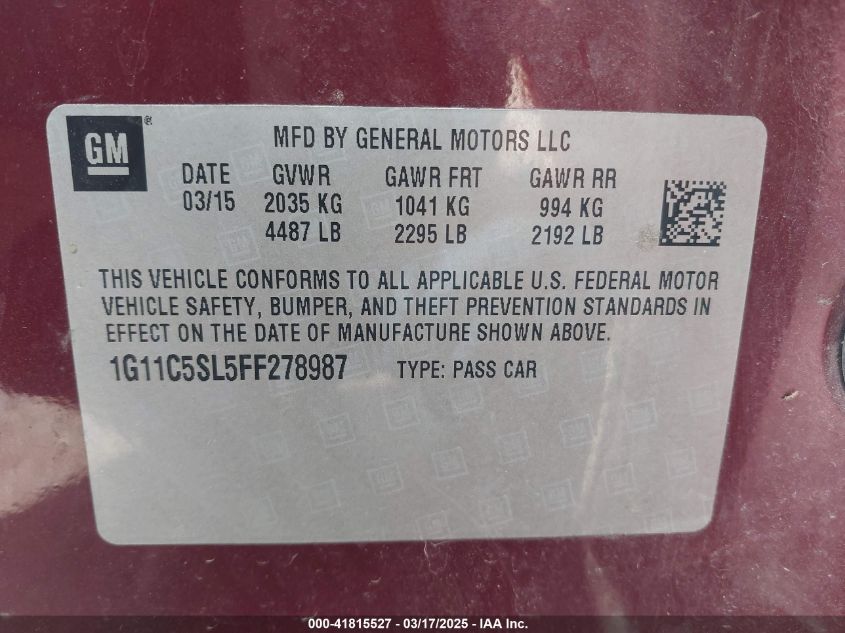 GM®
MFD BY GENERAL MOTORS LLC
DATE GVWR GAWR FRT GAWR RR
03/15 2035 KG 1041 KG 994 KG
4487 LB 2295 LB 2192 LB
THIS VEHICLE CONFORMS TO ALL APPLICABLE U.S. FEDERAL MOTOR
VEHICLE SAFETY, BUMPER, AND THEFT PREVENTION STANDARDS IN
EFFECT ON THE DATE OF MANUFACTURE SHOWN ABOVE.
1G11C5SL5FF278987 TYPE: PASS CAR
000-41815527 - 03/17/2025 - IAA Inc.